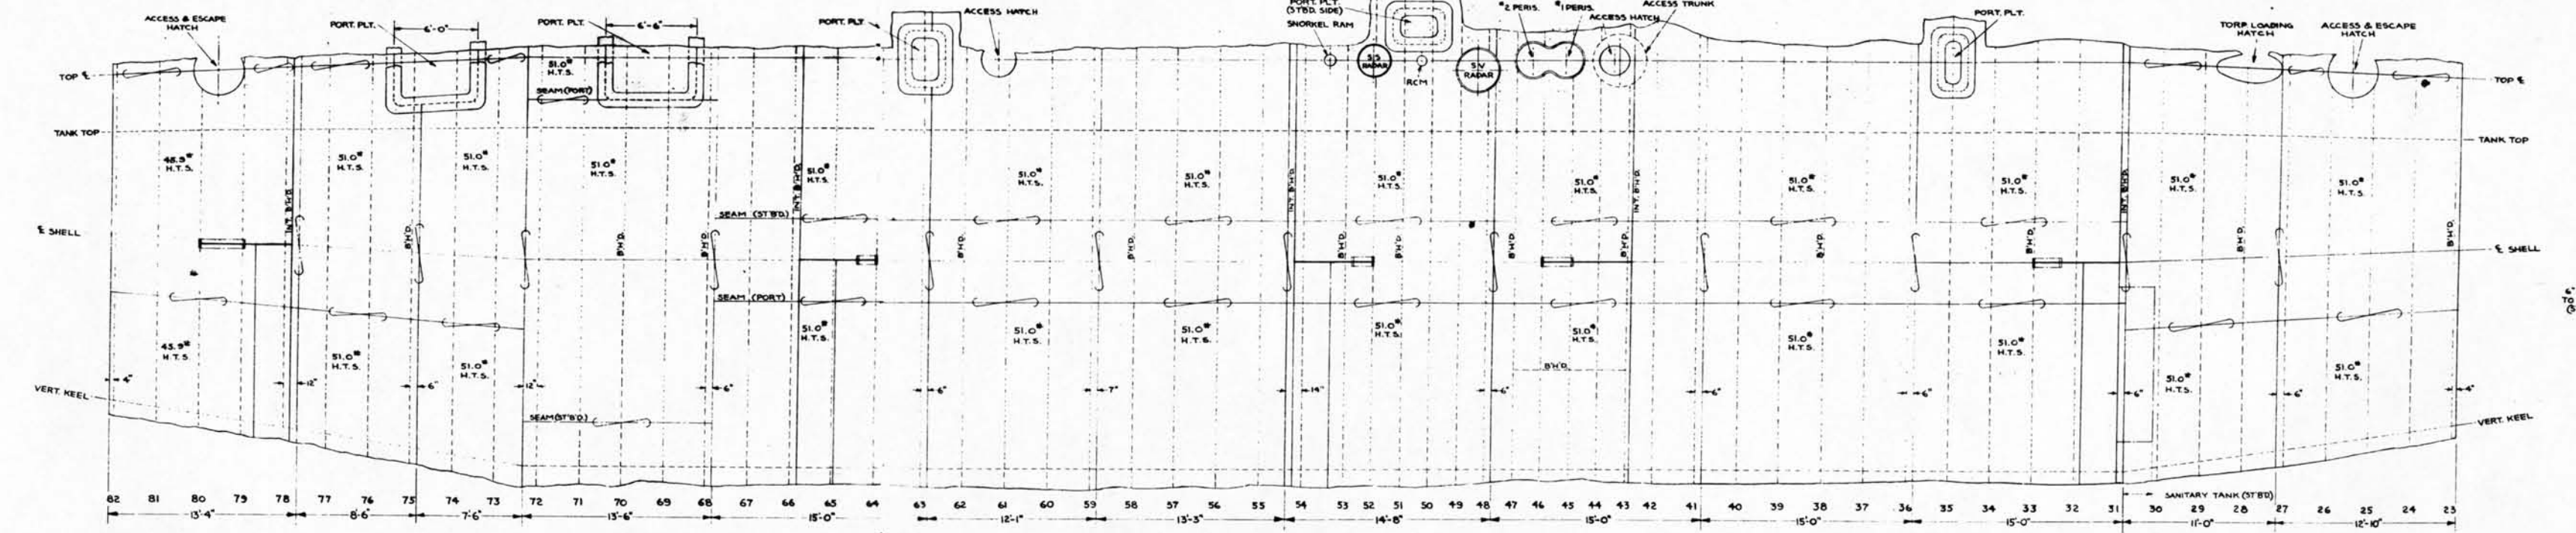 ACCESS & ESCAPE
HATCH
PORT. PLT.
6'-0"
PORT. PLT.
6'-6"
PORT. PLT.
ACCESS HATCH
PORT. PLT.
(STBD. SIDE)
SNORKEL RAM
#2 PERIS.
#1 PERIS.
ACCESS HATCH
ACCESS TRUNK
PORT. PLT.
TORP. LOADING
HATCH
ACCESS & ESCAPE
HATCH
TOP ℄
51.0#
H.T.S.
SEAM (PORT)
RADAR
RCM
S.V.
RADAR
TOP ℄
TANK TOP
TANK TOP
45.9#
H.T.S.
51.0#
H.T.S.
51.0#
H.T.S.
51.0#
H.T.S.
51.0#
H.T.S.
51.0#
H.T.S.
51.0#
H.T.S.
51.0#
H.T.S.
51.0#
H.T.S.
51.0#
H.T.S.
51.0#
H.T.S.
51.0#
H.T.S.
51.0#
H.T.S.
INT. B'H'D.
INT. B'H'D.
INT. B'H'D.
INT. B'H'D.
INT. B'H'D.
SEAM (STBD.)
℄ SHELL
B'H'D.
B'H'D.
B'H'D.
B'H'D.
B'H'D.
B'H'D.
B'H'D.
B'H'D.
B'H'D.
B'H'D.
B'H'D.
B'H'D.
B'H'D.
℄ SHELL
SEAM (PORT)
45.9#
H.T.S.
51.0#
H.T.S.
51.0#
H.T.S.
51.0#
H.T.S.
51.0#
H.T.S.
51.0#
H.T.S.
51.0#
H.T.S.
51.0#
H.T.S.
51.0#
H.T.S.
51.0#
H.T.S.
51.0#
H.T.S.
51.0#
H.T.S.
B'H'D.
VERT. KEEL
4"
12"
6"
12"
6"
6"
7"
14"
6"
6"
6"
6"
6"
4"
SEAM (STB'D.)
VERT. KEEL
SANITARY TANK (STB'D)
82 81 80 79 78 77 76 75 74 73 72 71 70 69 68 67 66 65 64 63 62 61 60 59 58 57 56 55 54 53 52 51 50 49 48 47 46 45 44 43 42 41 40 39 38 37 36 35 34 33 32 31 30 29 28 27 26 25 24 23
13'-4" 8'-6" 7'-6" 13'-6" 15'-0" 12'-1" 13'-3" 14'-8" 15'-0" 15'-0" 15'-0" 11'-0" 12'-10"